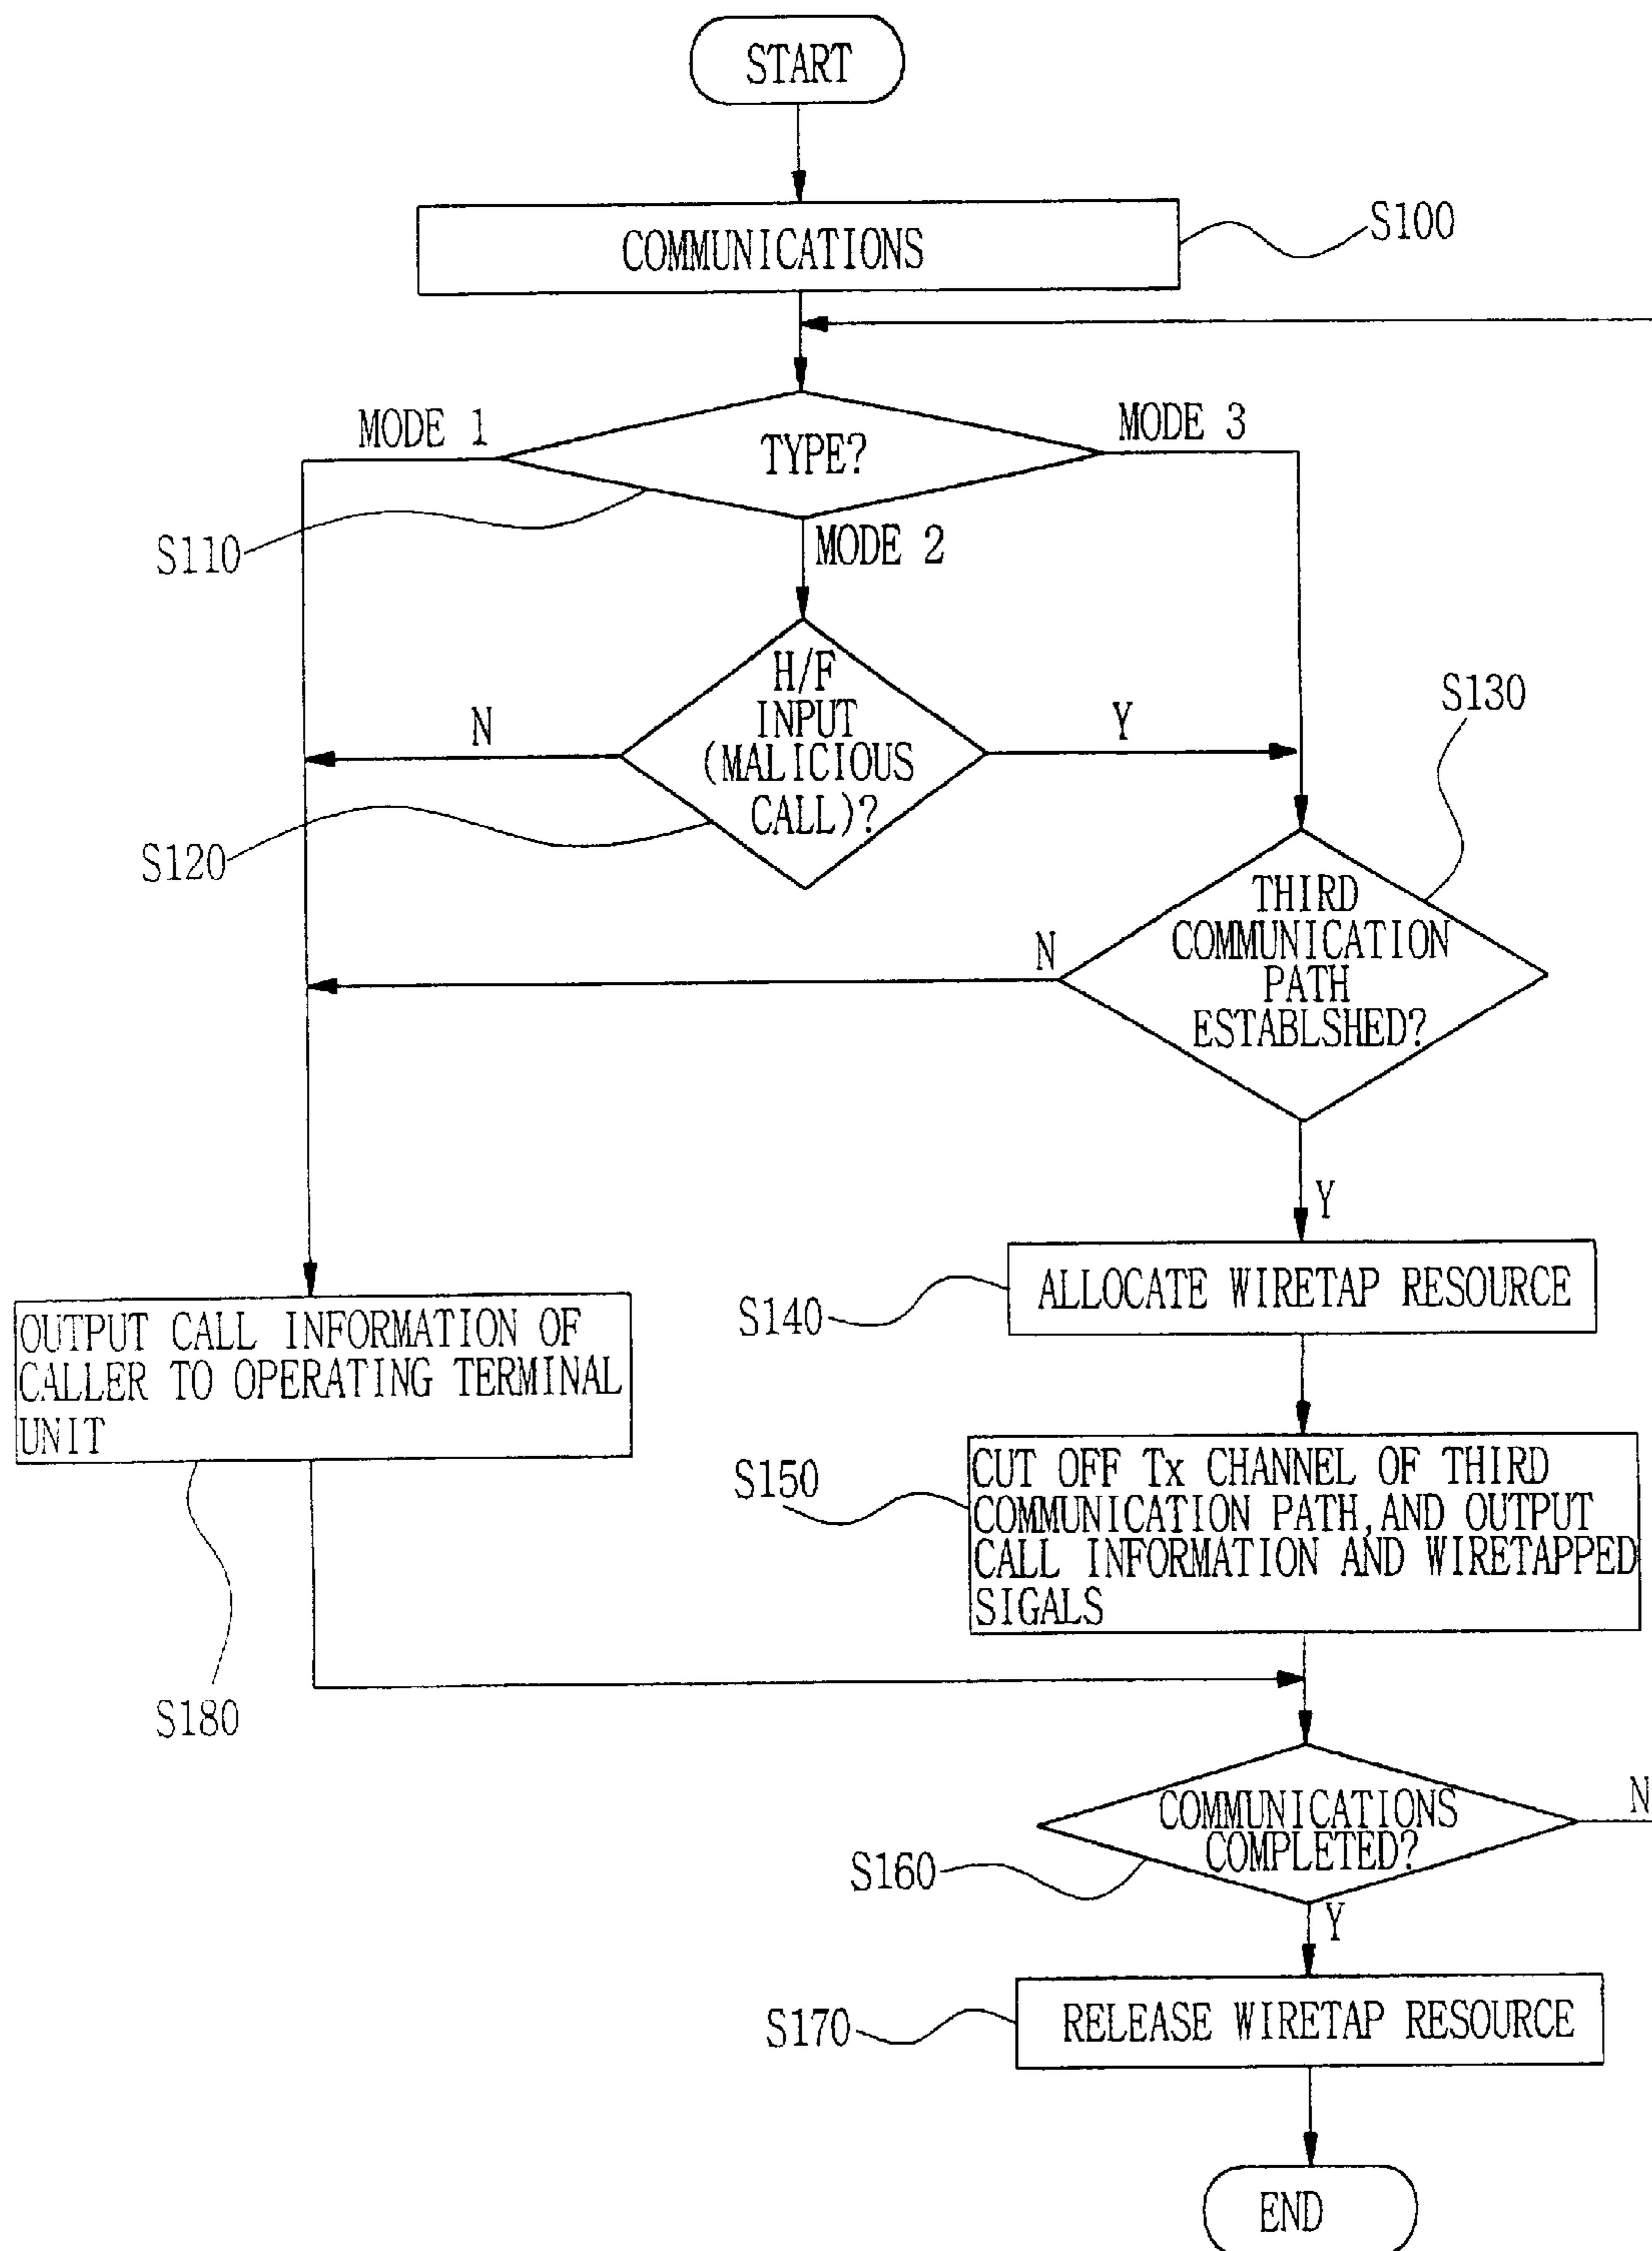 START
COMMUNICATIONS
S100
MODE 1
TYPE?
MODE 3
S110
MODE 2
H/F
INPUT
(MALICIOUS
CALL)?
N
Y
S120
S130
THIRD
COMMUNICATION
PATH
ESTABLSHED?
N
Y
S140
ALLOCATE WIRETAP RESOURCE
OUTPUT CALL INFORMATION OF
CALLER TO OPERATING TERMINAL
UNIT
S150
CUT OFF Tx CHANNEL OF THIRD
COMMUNICATION PATH,AND OUTPUT
CALL INFORMATION AND WIRETAPPED
SIGALS
S180
COMMUNICATIONS
COMPLETED?
N
S160
Y
S170
RELEASE WIRETAP RESOURCE
END